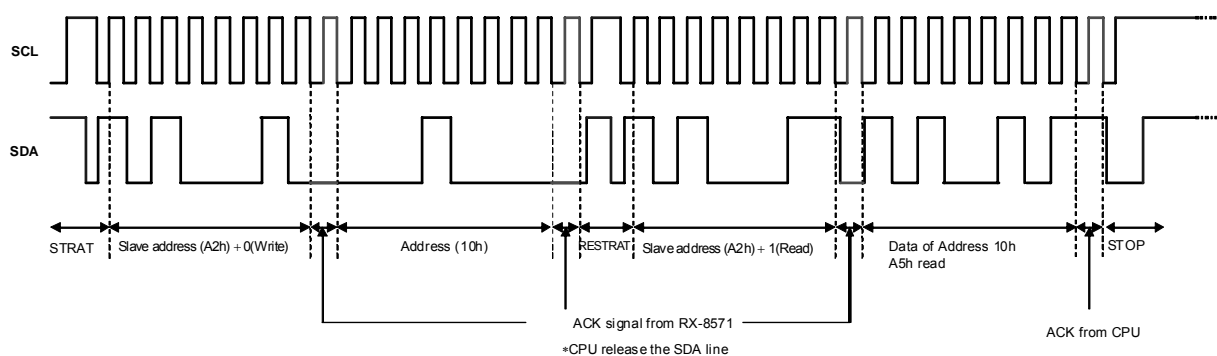 SCL
SDA
STRAT
Slave address (A2h) + 0(Write)
Address (10h)
RESTRAT
Slave address (A2h) + 1(Read)
Data of Address 10h
A5h read
STOP
ACK signal from RX-8571
*CPU release the SDA line
ACK from CPU